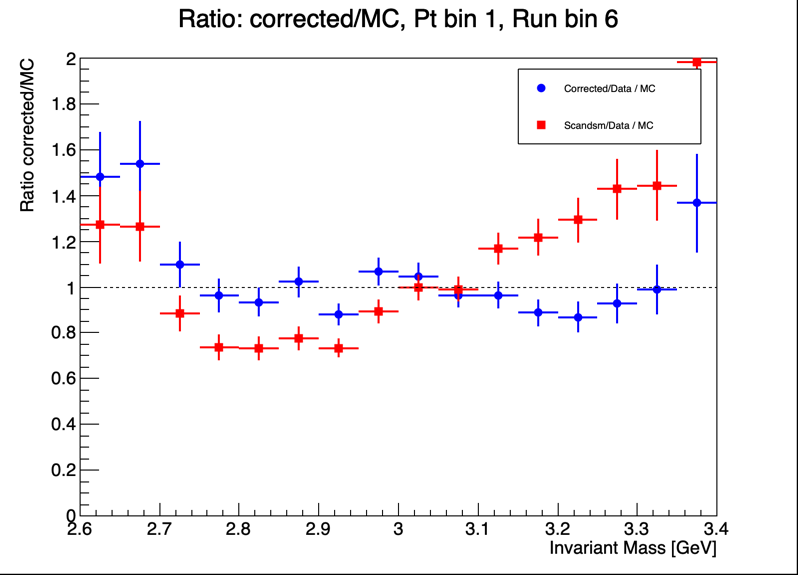 Ratio: corrected/MC, Pt bin 1, Run bin 6
Ratio corrected/MC
2
1.8
1.6
1.4
1.2
1
0.8
0.6
0.4
0.2
0
Corrected/Data / MC
Scandsm/Data / MC
2.6 2.7 2.8 2.9 3 3.1 3.2 3.3 3.4
Invariant Mass [GeV]